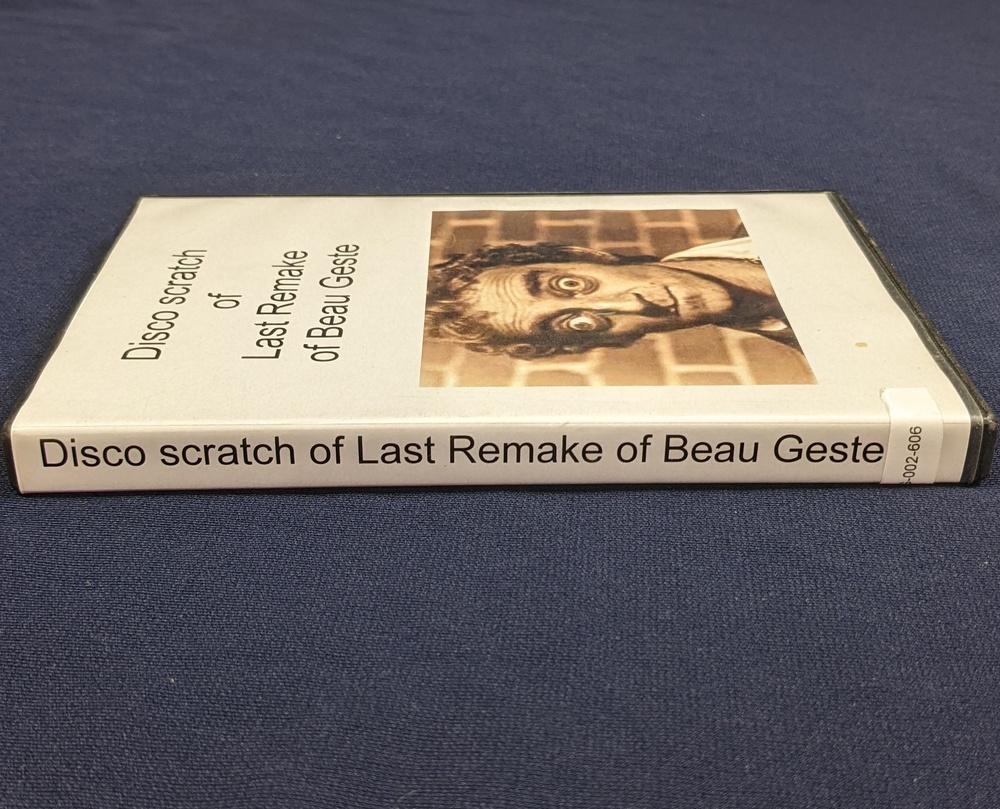 Disco scratch
of
Last Remake
of Beau Geste
Disco scratch of Last Remake of Beau Geste
-002-606